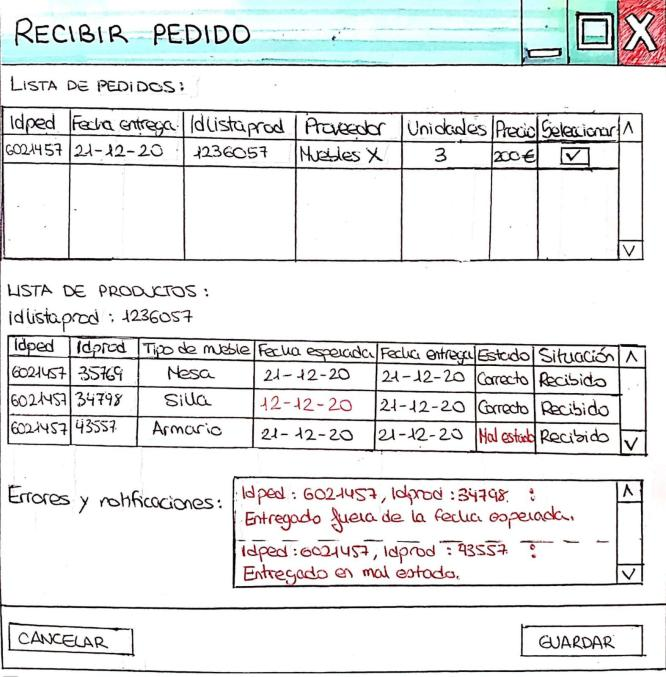 RECIBIR PEDIDO
LISTA DE PEDIDOS:
Idped Fecha entrega Idlistaprod Proveedor Unidades Precio Seleccionar
6021457 21-12-20 1236057 Muebles X 3 200€
LISTA DE PRODUCTOS:
idlistaprod: 1236057
Idped Idprod Tipo de mueble Fecha esperada Fecha entrega Estado Situación
6021457 35769 Mesa 21-12-20 21-12-20 Correcto Recibido
6021457 34798 Silla 12-12-20 21-12-20 Correcto Recibido
6021457 43557 Armario 21-12-20 21-12-20 Mal estado Recibido
Errores y notificaciones:
Idped: 6021457, Idprod: 34798 :
Entregado fuera de la fecha esperada.
Idped: 6021457, Idprod: 43557 :
Entregado en mal estado.
CANCELAR GUARDAR